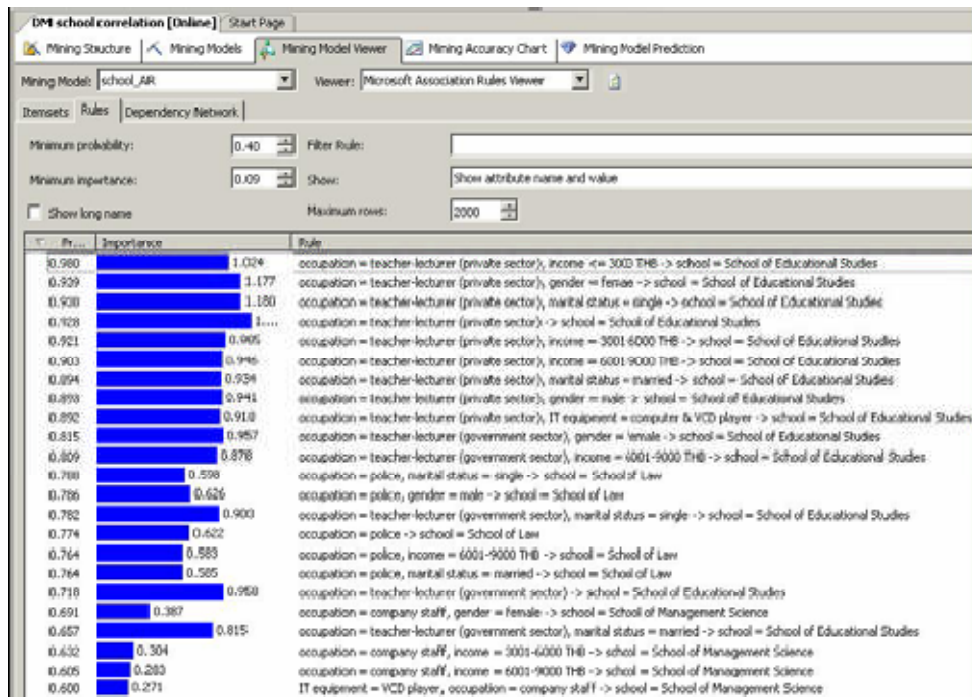 DMI school correlation [Online] Start Page
Mining Structure Mining Models Mining Model Viewer Mining Accuracy Chart Mining Model Prediction
Mining Model: school_AR Viewer: Microsoft Association Rules Viewer
Itemsets Rules Dependency Network
Minimum probability: 0.40 Filter Rule:
Minimum importance: 0.09 Show: Show attribute name and value
Show long name Maximum rows: 2000
Pr... Importance Rule
0.980 1.024 occupation = teacher-lecturer (private sector), income <= 3003 THB -> school = School of Educational Studies
0.939 1.177 occupation = teacher-lecturer (private sector), gender = female -> school = School of Educational Studies
1.180 occupation = teacher-lecturer (private sector), marital status = single -> school = School of Educational Studies
0.928 1.... occupation = teacher-lecturer (private sector) -> school = School of Educational Studies
0.921 0.905 occupation = teacher-lecturer (private sector), income = 3001-6000 THB -> school = School of Educational Studies
0.903 0.946 occupation = teacher-lecturer (private sector), income = 6001-9000 THB -> school = School of Educational Studies
0.894 0.934 occupation = teacher-lecturer (private sector), marital status = married -> school = School of Educational Studies
0.893 0.941 occupation = teacher-lecturer (private sector), gender = male -> school = School of Educational Studies
0.892 0.910 occupation = teacher-lecturer (private sector), IT equipment = computer & VCD player -> school = School of Educational Studies
0.815 0.957 occupation = teacher-lecturer (government sector), gender = female -> school = School of Educational Studies
0.809 0.878 occupation = teacher-lecturer (government sector), income = 6001-9000 THB -> school = School of Educational Studies
0.788 0.598 occupation = police, marital status = single -> school = School of Law
0.786 0.626 occupation = police, gender = male -> school = School of Law
0.782 0.903 occupation = teacher-lecturer (government sector), marital status = single -> school = School of Educational Studies
0.774 0.622 occupation = police -> school = School of Law
0.764 0.583 occupation = police, income = 6001-9000 THB -> school = School of Law
0.764 0.585 occupation = police, marital status = married -> school = School of Law
0.718 0.950 occupation = teacher-lecturer (government sector) -> school = School of Educational Studies
0.691 0.387 occupation = company staff, gender = female -> school = School of Management Science
0.657 0.815 occupation = teacher-lecturer (government sector), marital status = married -> school = School of Educational Studies
0.632 0.304 occupation = company staff, income = 3001-6000 THB -> school = School of Management Science
0.605 0.283 occupation = company staff, income = 6001-9000 THB -> school = School of Management Science
0.600 0.271 IT equipment = VCD player, occupation = company staff -> school = School of Management Science